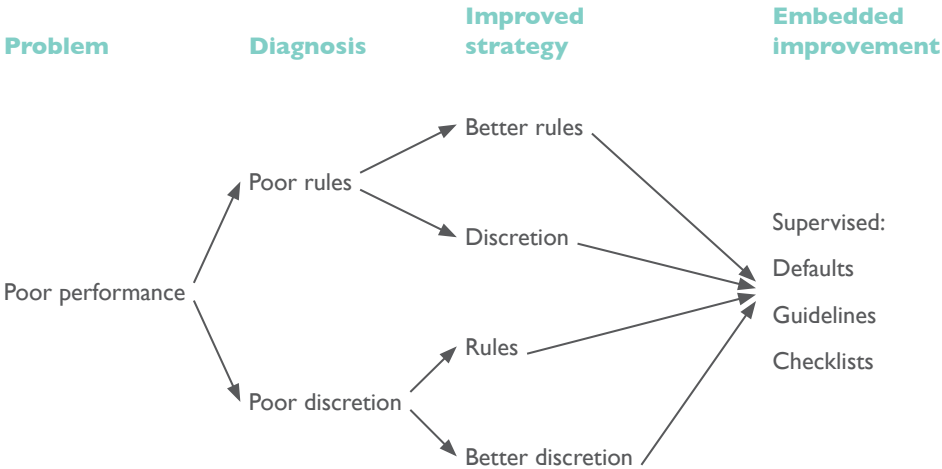 Problem
Diagnosis
Improved
strategy
Embedded
improvement
Poor performance
Poor rules
Poor discretion
Better rules
Discretion
Rules
Better discretion
Supervised:
Defaults
Guidelines
Checklists